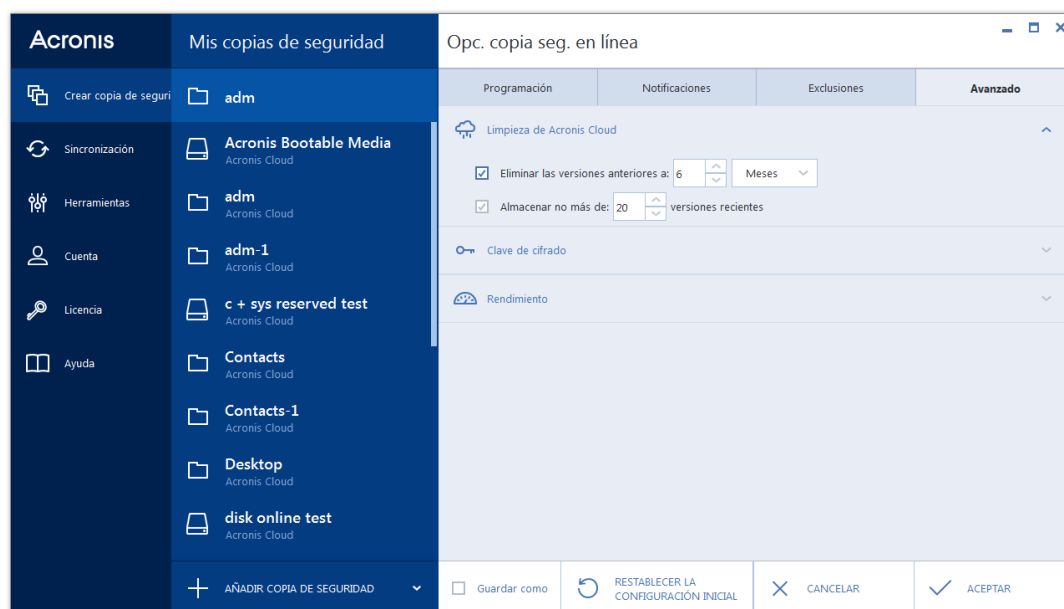 Acronis
Mis copias de seguridad
Opc. copia seg. en línea
Crear copia de seguri
Sincronización
Herramientas
Cuenta
Licencia
Ayuda
adm
Acronis Bootable Media
Acronis Cloud
adm
Acronis Cloud
adm-1
Acronis Cloud
c + sys reserved test
Acronis Cloud
Contacts
Acronis Cloud
Contacts-1
Acronis Cloud
Desktop
Acronis Cloud
disk online test
Acronis Cloud
AÑADIR COPIA DE SEGURIDAD
Programación
Notificaciones
Exclusiones
Avanzado
Limpieza de Acronis Cloud
Eliminar las versiones anteriores a: 6 Meses
Almacenar no más de: 20 versiones recientes
Clave de cifrado
Rendimiento
Guardar como
RESTABLECER LA
CONFIGURACIÓN INICIAL
CANCELAR
ACEPTAR